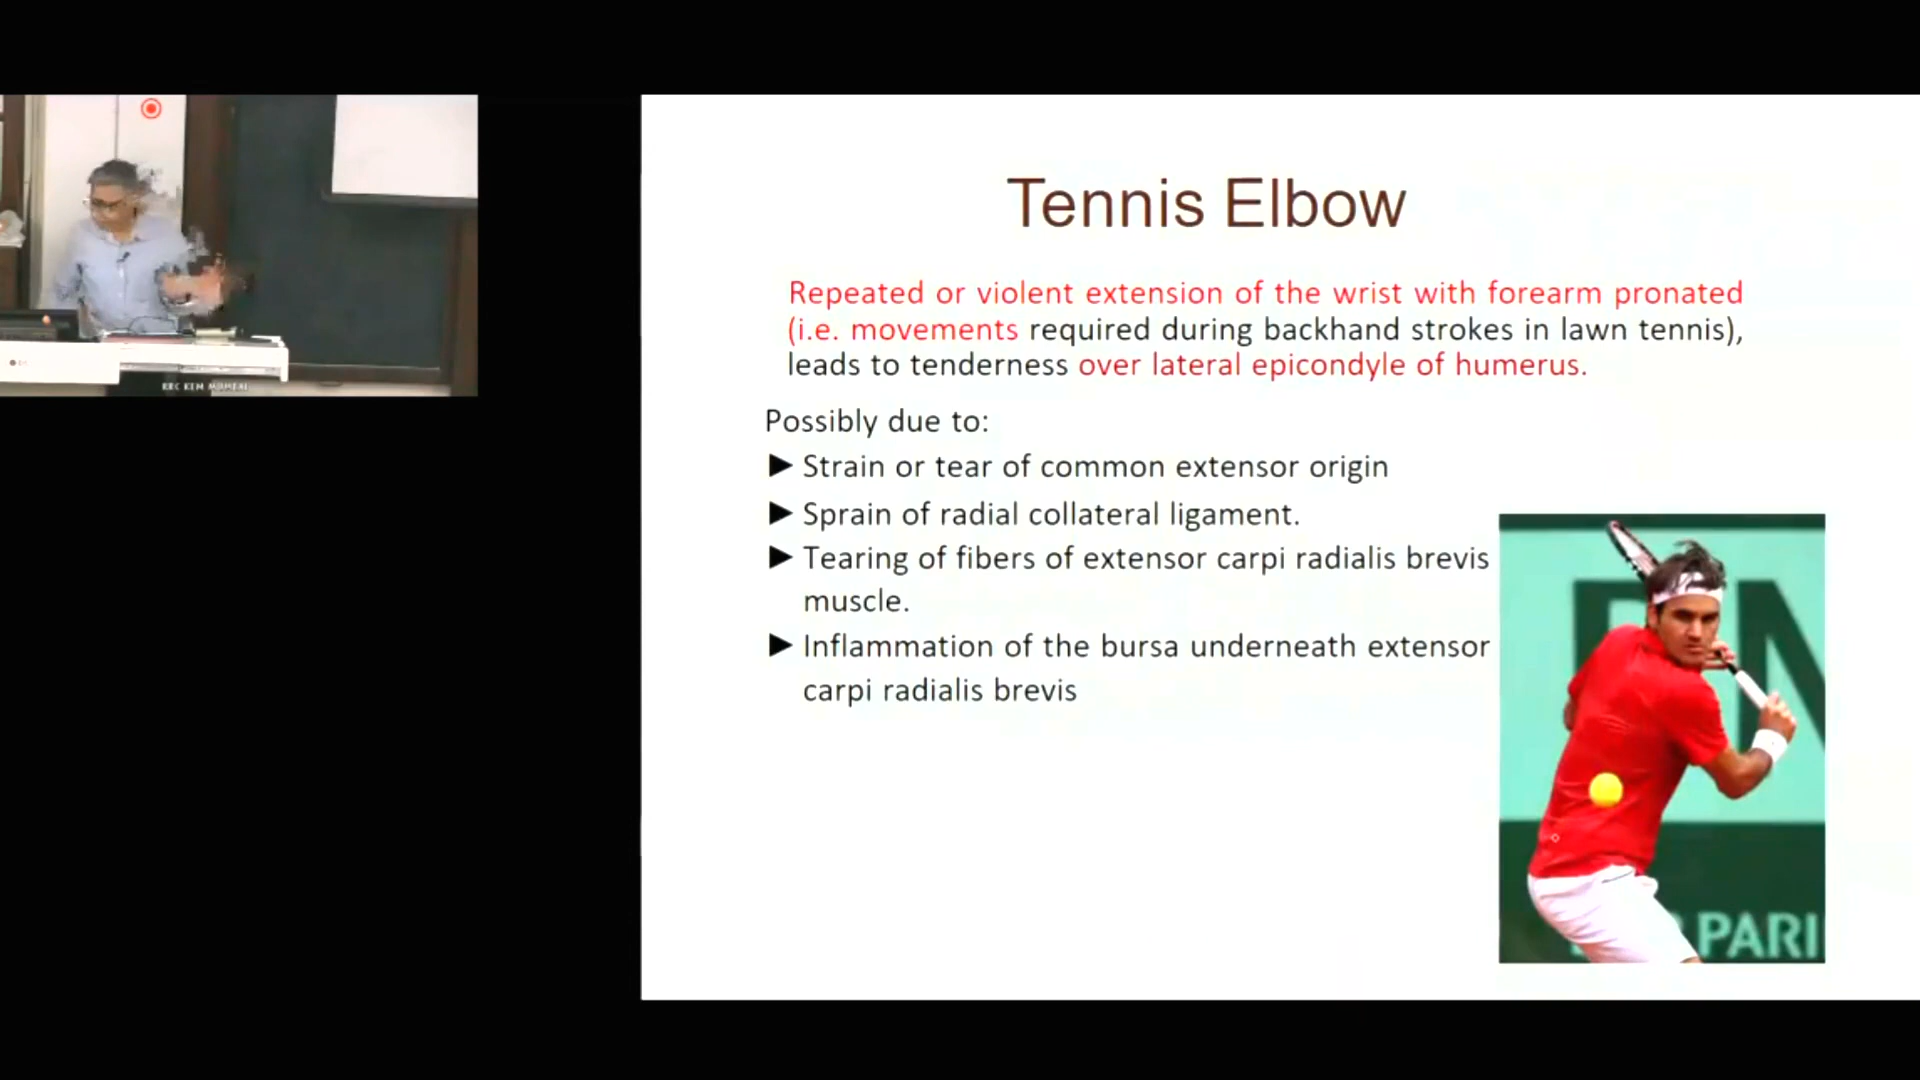 Tennis Elbow
Repeated or violent extension of the wrist with forearm pronated
(i.e. movements required during backhand strokes in lawn tennis),
leads to tenderness over lateral epicondyle of humerus.
Possibly due to:
► Strain or tear of common extensor origin
► Sprain of radial collateral ligament.
► Tearing of fibers of extensor carpi radialis brevis
muscle.
► Inflammation of the bursa underneath extensor
carpi radialis brevis
PARI
KEM MUMBAI